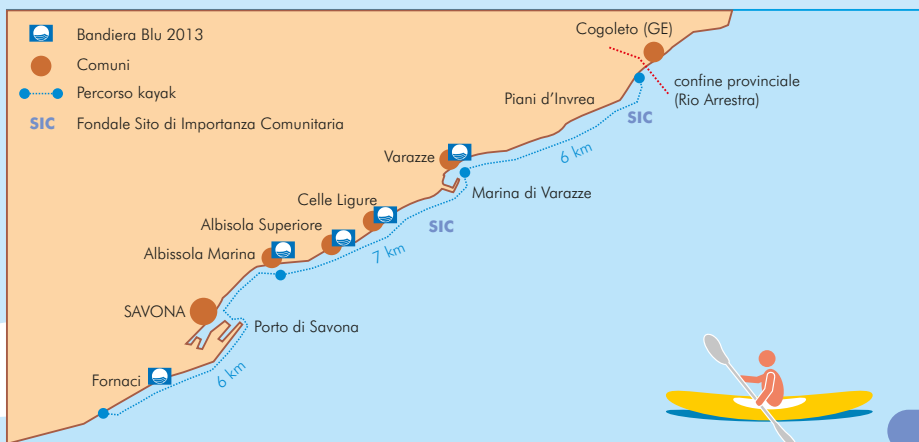 Bandiera Blu 2013
Comuni
Percorso kayak
SIC Fondale Sito di Importanza Comunitaria
Cogoleto (GE)
confine provinciale
(Rio Arrestra)
Piani d'Invrea
SIC
6 km
Varazze
Marina di Varazze
Celle Ligure
SIC
Albisola Superiore
7 km
Albissola Marina
SAVONA
Porto di Savona
Fornaci
6 km